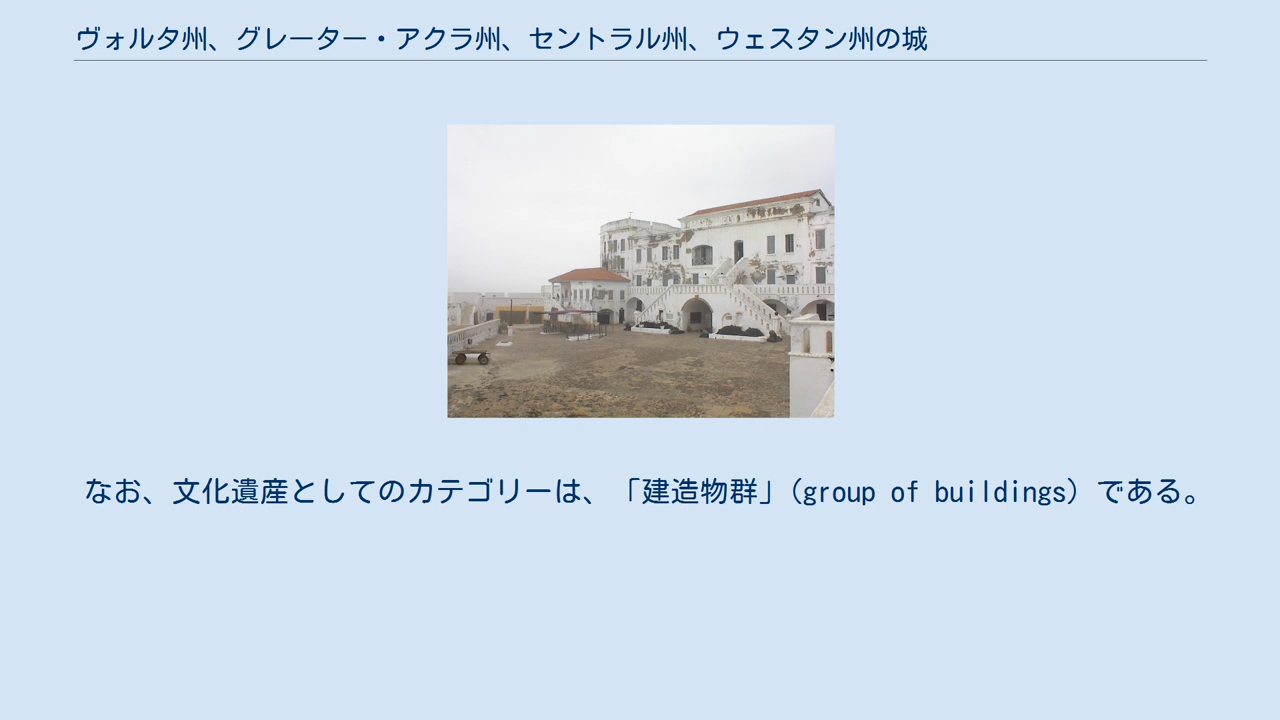 ヴォルタ州、グレーター・アクラ州、セントラル州、ウェスタン州の城
なお、文化遺産としてのカテゴリーは、「建造物群」（group of buildings）である。